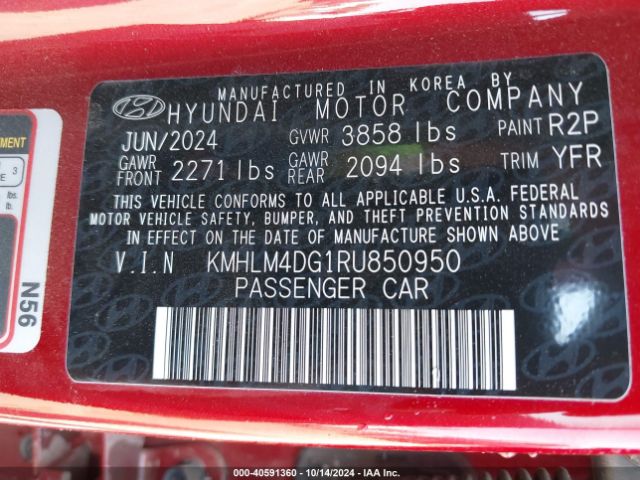 MANUFACTURED IN KOREA BY
HYUNDAI MOTOR COMPANY
JUN/2024 GVWR 3858 lbs PAINT R2P
GAWR FRONT 2271 lbs GAWR REAR 2094 lbs TRIM YFR
THIS VEHICLE CONFORMS TO ALL APPLICABLE U.S.A. FEDERAL
MOTOR VEHICLE SAFETY, BUMPER, AND THEFT PREVENTION STANDARDS
IN EFFECT ON THE DATE OF MANUFACTURE SHOWN ABOVE
V.I.N KMHLM4DG1RU850950
PASSENGER CAR
3
lbs.
lb.
N56
000-40591360 | 10/14/2024 | IAA Inc.